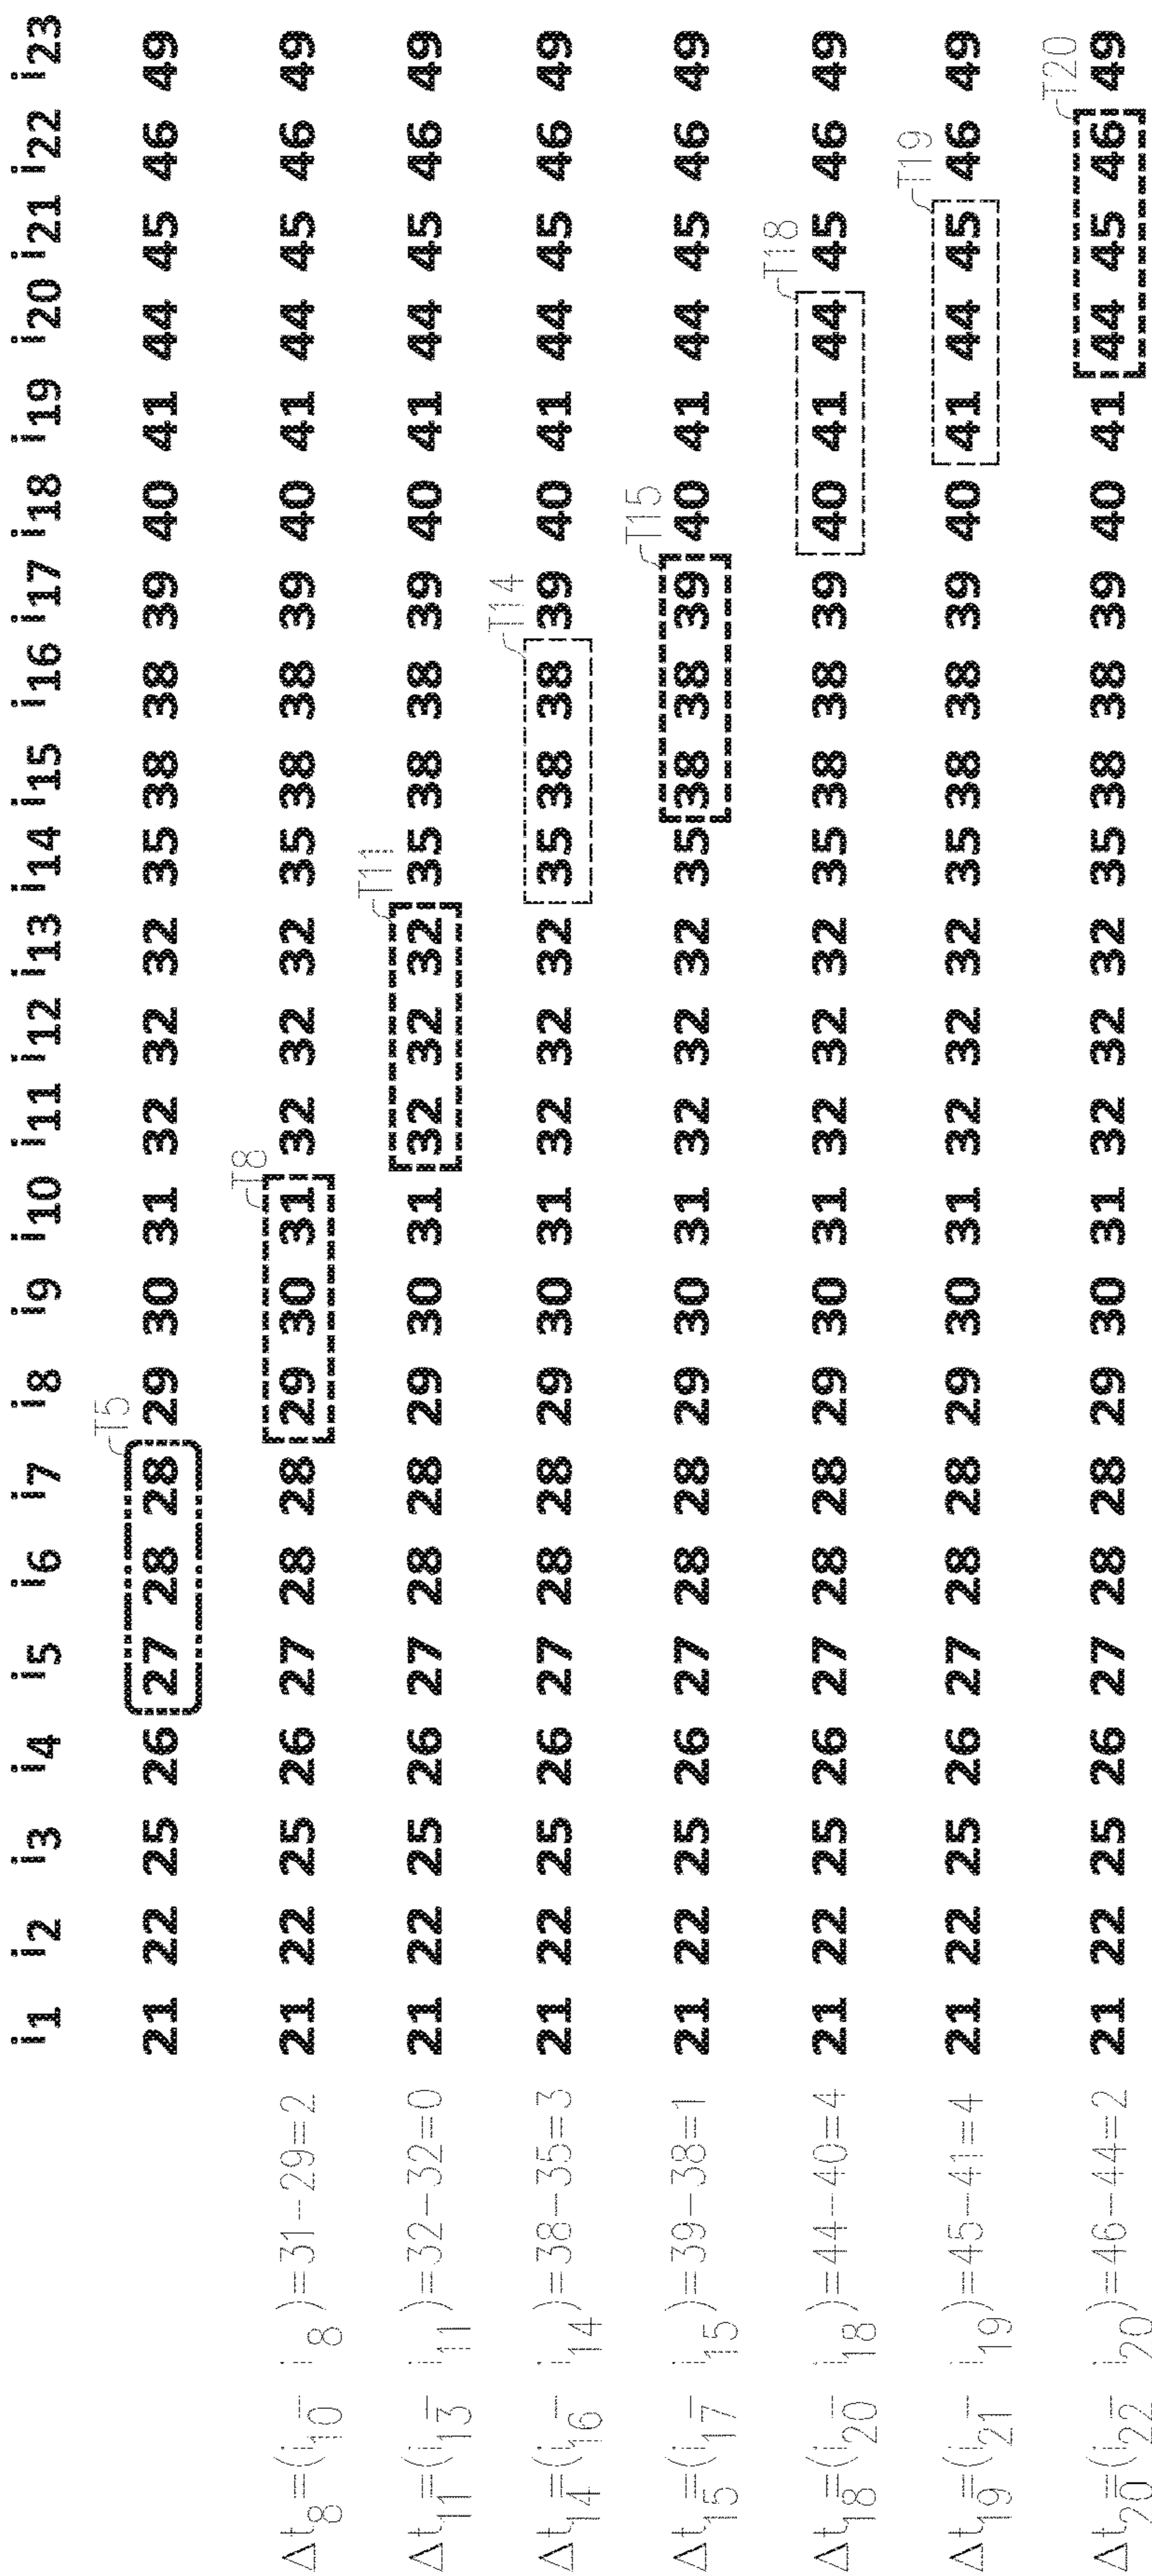 i1 i2 i3 i4 i5 i6 i7 i8 i9 i10 i11 i12 i13 i14 i15 i16 i17 i18 i19 i20 i21 i22 i23
T5
21 22 25 26 27 28 28 29 30 31 32 32 32 35 38 38 39 40 41 44 45 46 49
T8
Δt8=(i10-i8)=31-29=2 21 22 25 26 27 28 28 29 30 31 32 32 32 35 38 38 39 40 41 44 45 46 49
T11
Δt11=(i13-i11)=32-32=0 21 22 25 26 27 28 28 29 30 31 32 32 32 35 38 38 39 40 41 44 45 46 49
T14
Δt14=(i16-i14)=38-35=3 21 22 25 26 27 28 28 29 30 31 32 32 32 35 38 38 39 40 41 44 45 46 49
T15
Δt15=(i17-i15)=39-38=1 21 22 25 26 27 28 28 29 30 31 32 32 32 35 38 38 39 40 41 44 45 46 49
T18
Δt18=(i20-i18)=44-40=4 21 22 25 26 27 28 28 29 30 31 32 32 32 35 38 38 39 40 41 44 45 46 49
T19
Δt19=(i21-i19)=45-41=4 21 22 25 26 27 28 28 29 30 31 32 32 32 35 38 38 39 40 41 44 45 46 49
T20
Δt20=(i22-i20)=46-44=2 21 22 25 26 27 28 28 29 30 31 32 32 32 35 38 38 39 40 41 44 45 46 49